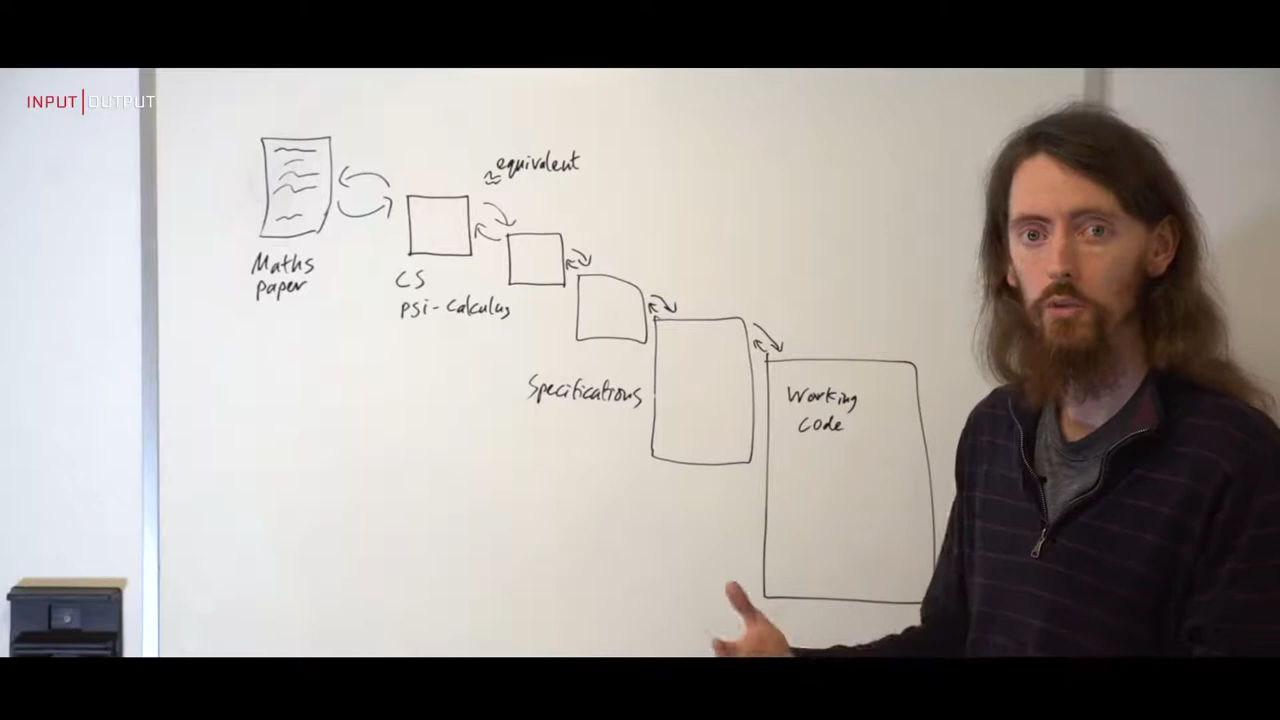 INPUT|OUTPUT
≈ equivalent
Maths
paper
CS
psi-calculus
Specifications
Working
code